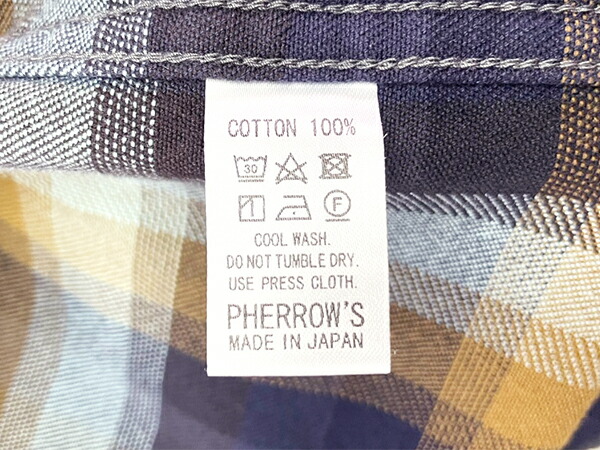 COTTON 100%
30
F
COOL WASH.
DO NOT TUMBLE DRY.
USE PRESS CLOTH.
PHERROW'S
MADE IN JAPAN